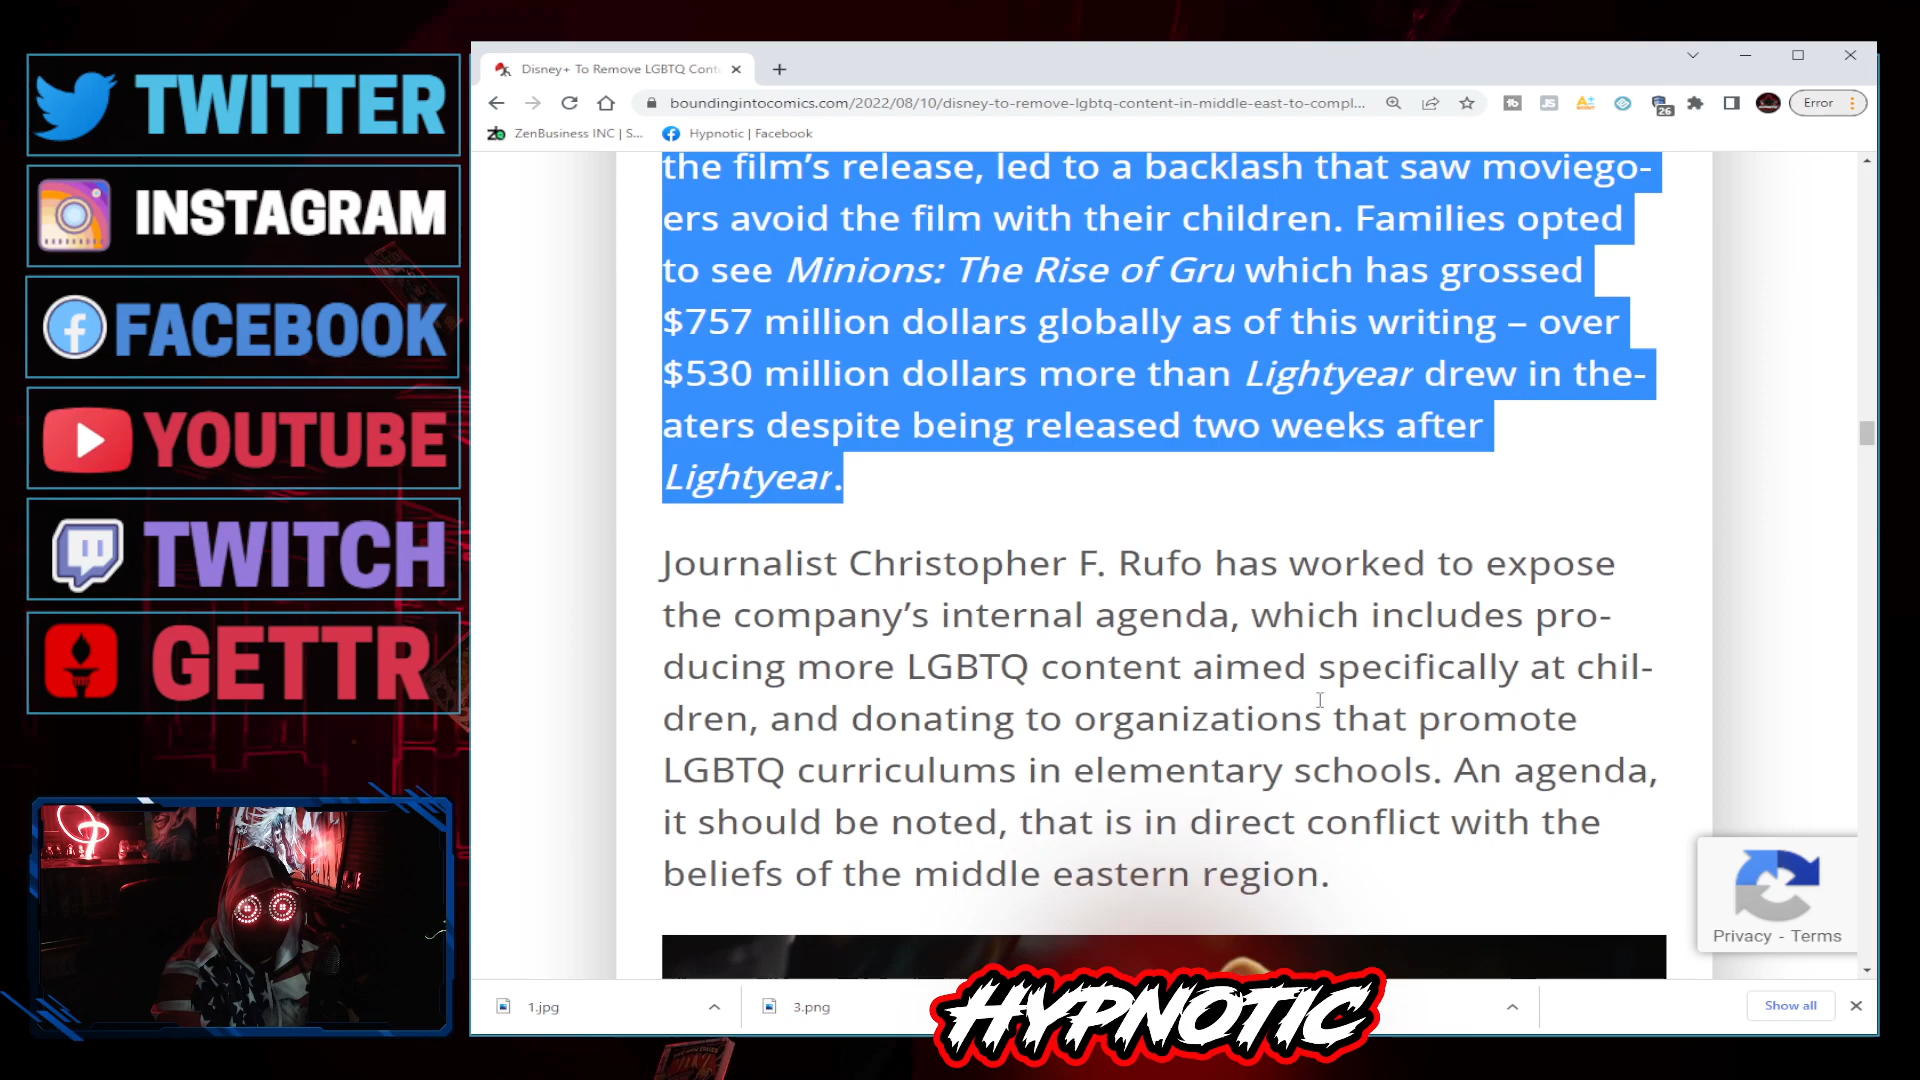 TWITTER
INSTAGRAM
FACEBOOK
YOUTUBE
TWITCH
GETTR
Disney+ To Remove LGBTQ Cont
boundingintocomics.com/2022/08/10/disney-to-remove-lgbtq-content-in-middle-east-to-compl...
Error
26
ZenBusiness INC | S...
Hypnotic | Facebook
the film's release, led to a backlash that saw moviego-
ers avoid the film with their children. Families opted
to see Minions: The Rise of Gru which has grossed
$757 million dollars globally as of this writing – over
$530 million dollars more than Lightyear drew in the-
aters despite being released two weeks after
Lightyear.
Journalist Christopher F. Rufo has worked to expose
the company's internal agenda, which includes pro-
ducing more LGBTQ content aimed specifically at chil-
dren, and donating to organizations that promote
LGBTQ curriculums in elementary schools. An agenda,
it should be noted, that is in direct conflict with the
beliefs of the middle eastern region.
Privacy - Terms
1.jpg
3.png
Show all
HYPNOTIC